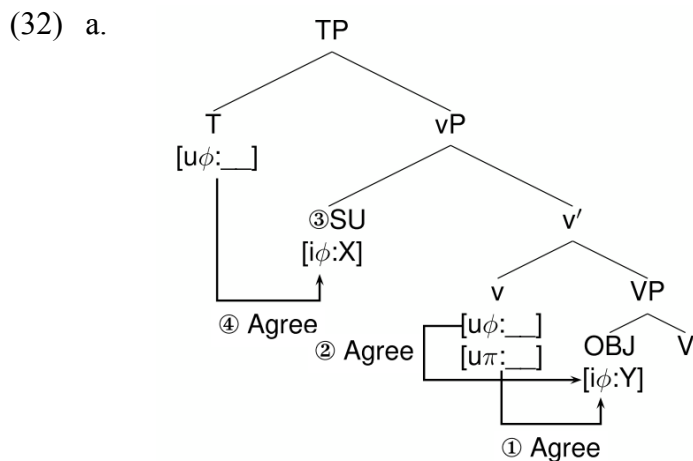 (32) a.
TP
T vP
[uϕ:__]
③SU v′
[iϕ:X]
v VP
④ Agree
[uϕ:__]
② Agree
[uπ:__]
OBJ V
[iϕ:Y]
① Agree